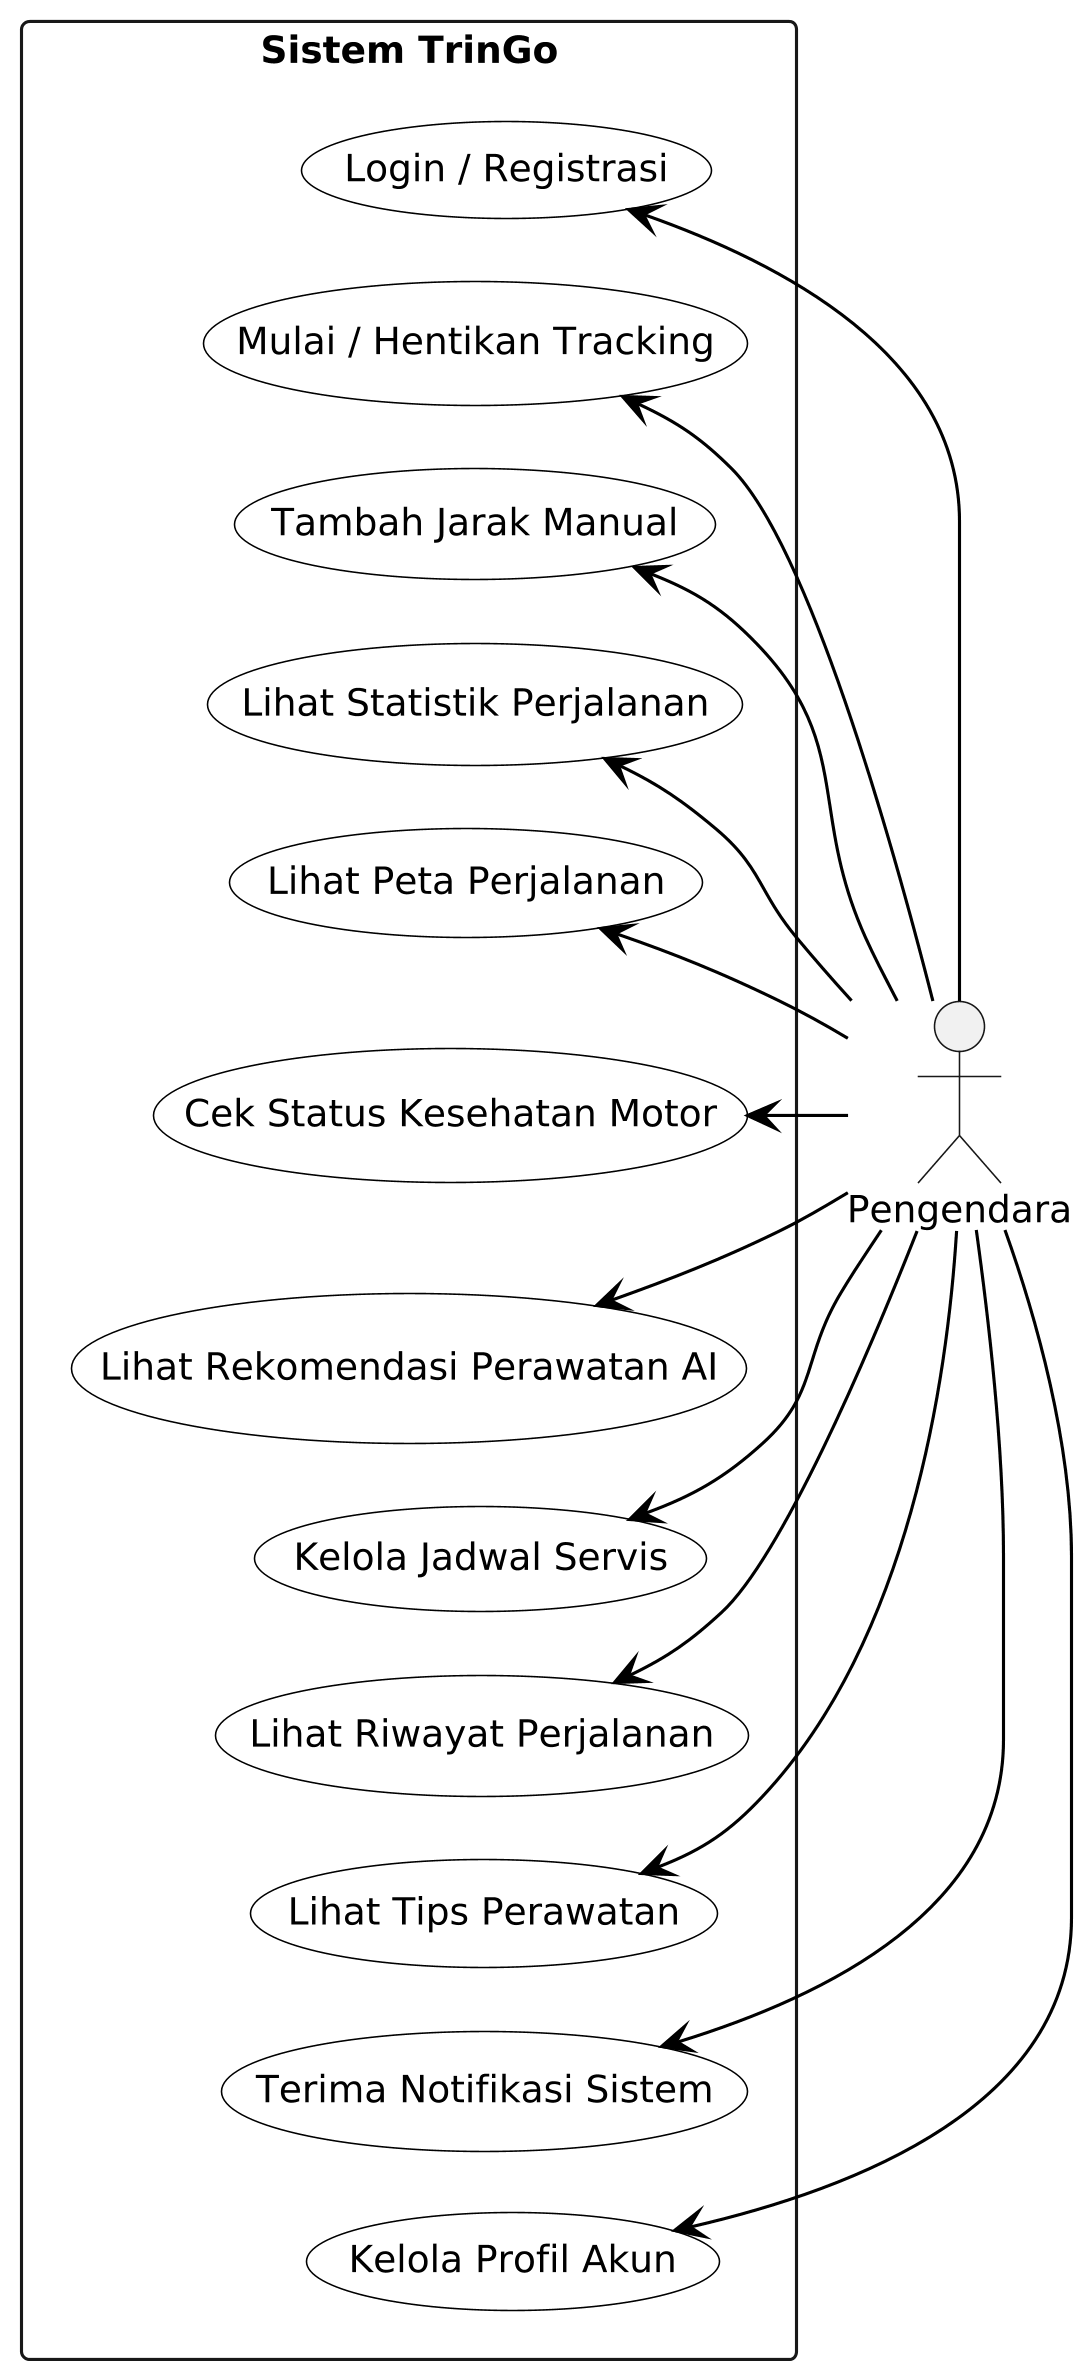 Sistem TrinGo
Login / Registrasi
Mulai / Hentikan Tracking
Tambah Jarak Manual
Lihat Statistik Perjalanan
Lihat Peta Perjalanan
Cek Status Kesehatan Motor
Pengendara
Lihat Rekomendasi Perawatan AI
Kelola Jadwal Servis
Lihat Riwayat Perjalanan
Lihat Tips Perawatan
Terima Notifikasi Sistem
Kelola Profil Akun